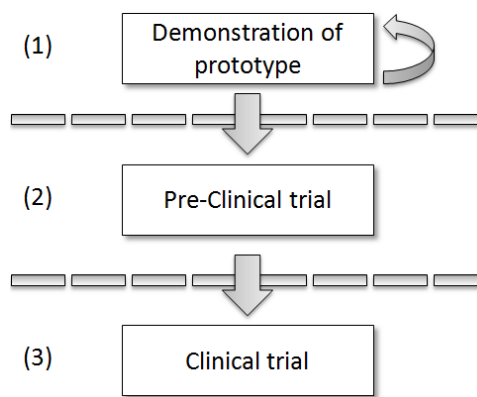 (1)
Demonstration of
prototype
(2)
Pre-Clinical trial
(3)
Clinical trial